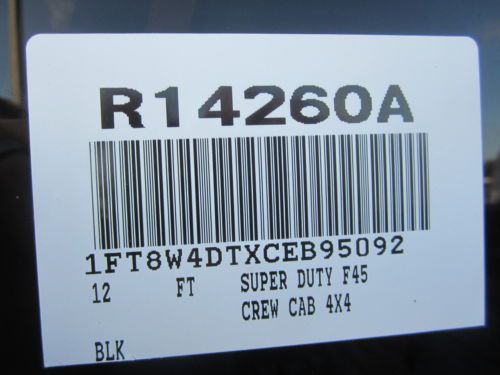 R14260A
1FT8W4DTXCEB95092
12 FT SUPER DUTY F45
CREW CAB 4X4
BLK